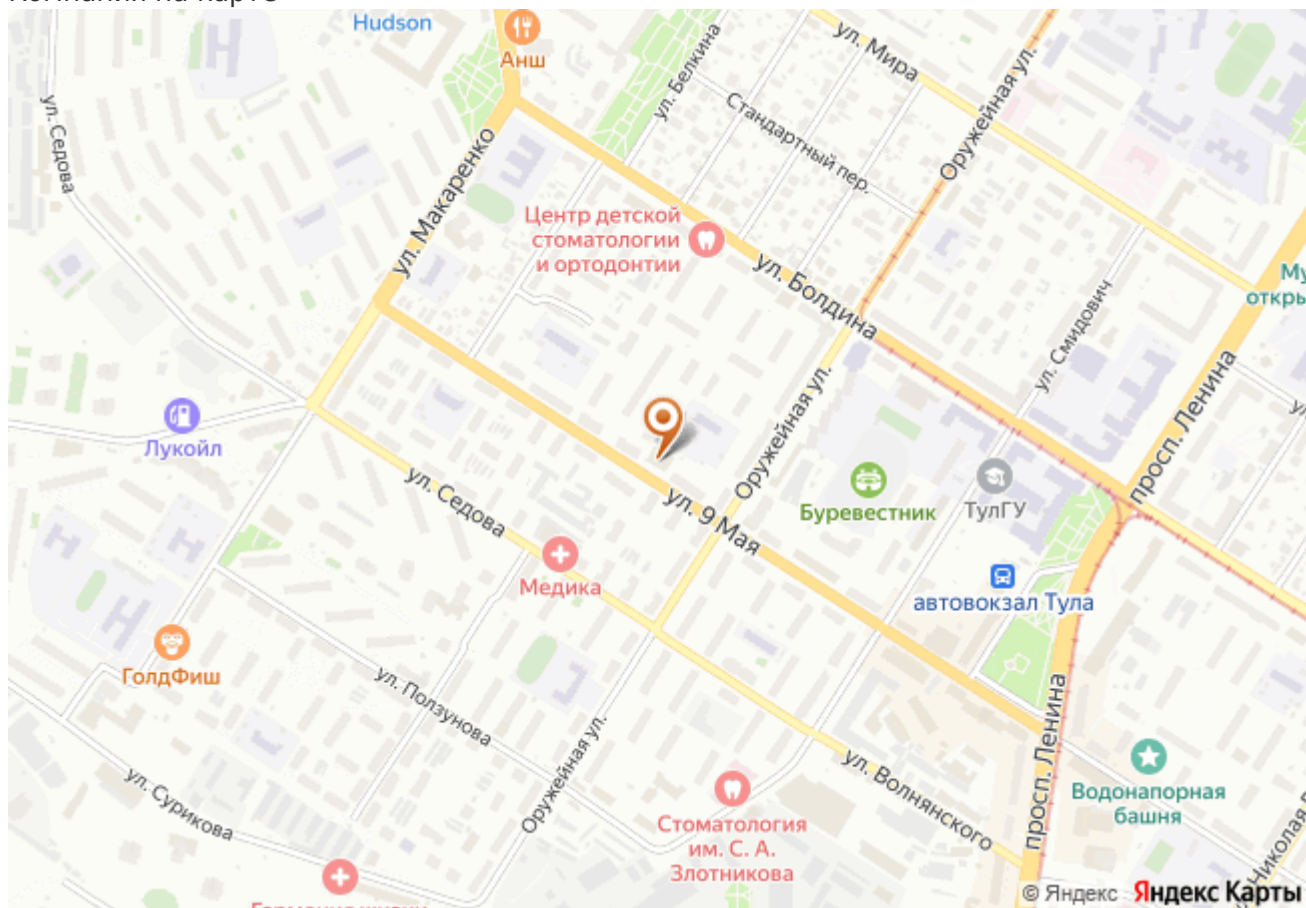 Hudson
Анш
ул. Белкина
ул. Мира
Оружейная ул.
ул. Седова
Стандартный пер.
ул. Макаренко
Центр детской
стоматологии
и ортодонтии
ул. Болдина
ул. Смидович
Му
откры
просп. Ленина
Лукойл
Оружейная ул.
ул. Седова
ул. 9 Мая
Буревестник
ТулГУ
Медика
автовокзал Тула
ГолдФиш
ул. Ползунова
просп. Ленина
ул. Сурикова
Оружейная ул.
Стоматология
им. С. А.
Злотникова
ул. Волнянского
Водонапорная
башня
© Яндекс Яндекс Карты